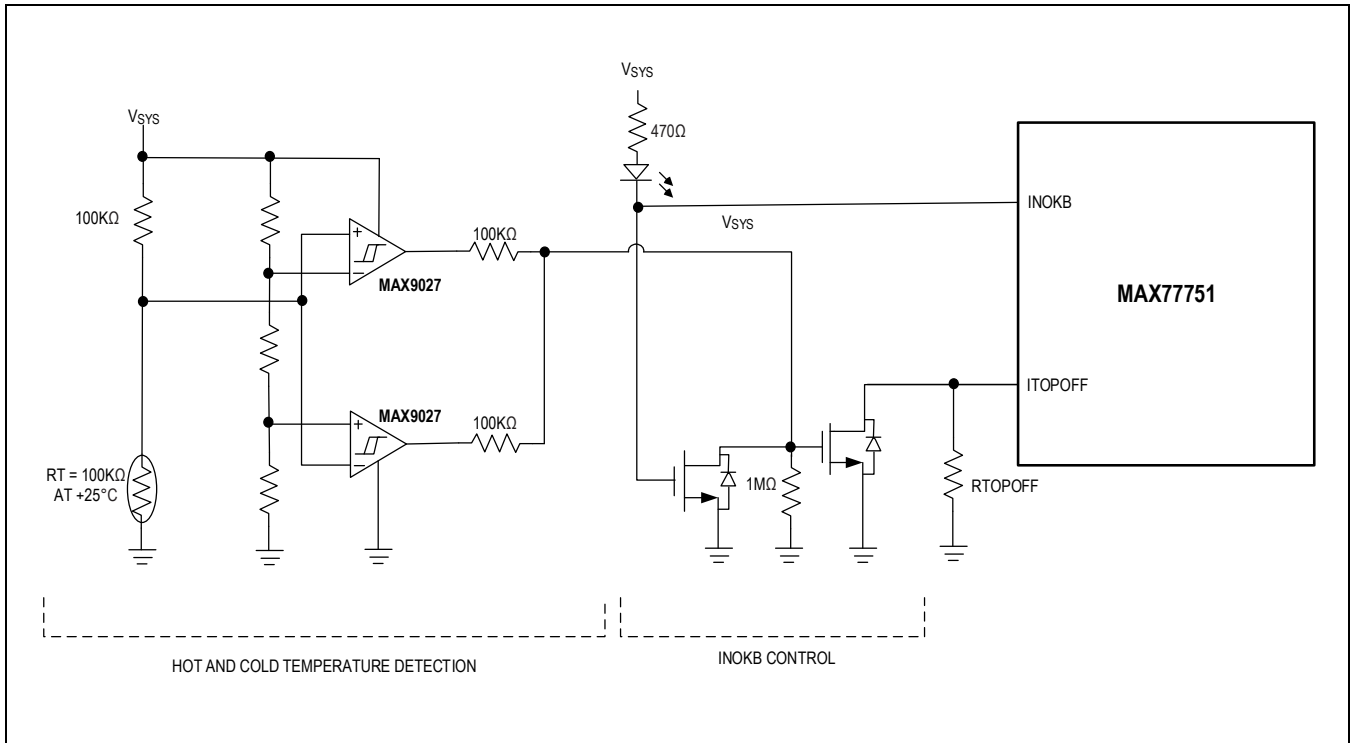 VSYS
VSYS
470Ω
100KΩ
+
−
MAX9027
100KΩ
VSYS
INOKB
MAX77751
MAX9027
+
−
100KΩ
ITOPOFF
RT = 100KΩ
AT +25°C
1MΩ
RTOPOFF
HOT AND COLD TEMPERATURE DETECTION
INOKB CONTROL